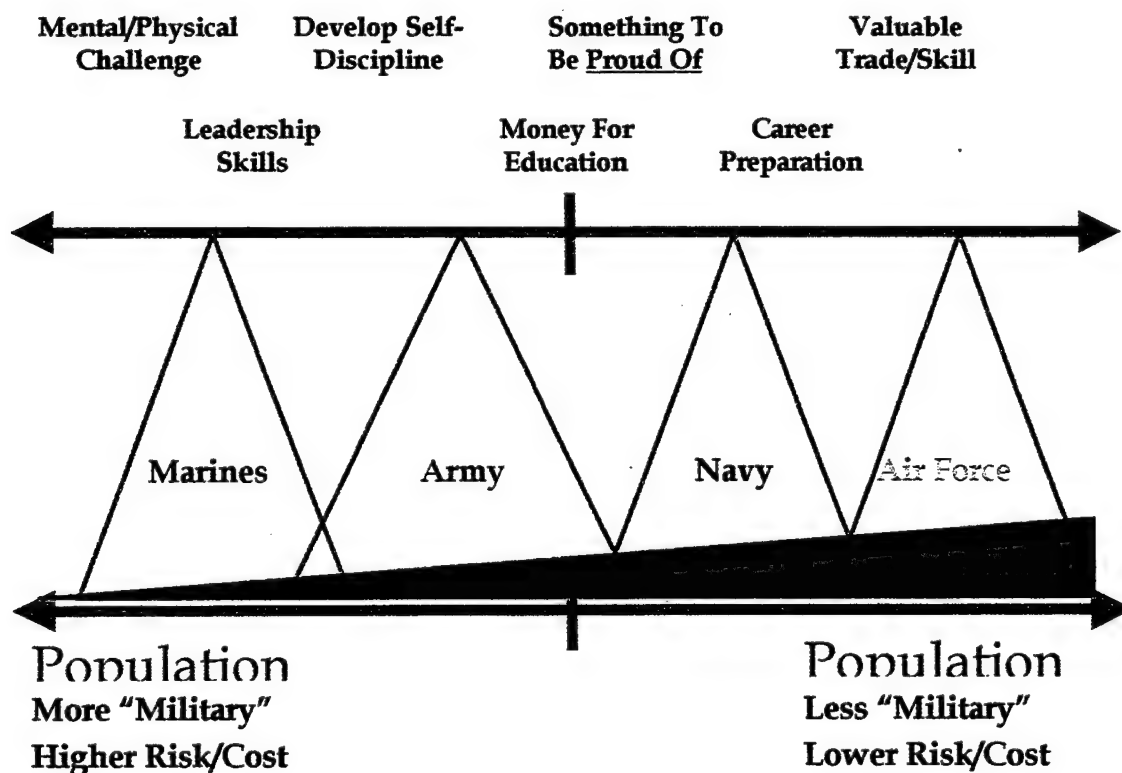 Mental/Physical
Challenge
Develop Self-
Discipline
Something To
Be Proud Of
Valuable
Trade/Skill
Leadership
Skills
Money For
Education
Career
Preparation
Marines
Army
Navy
Air Force
Population
More “Military”
Higher Risk/Cost
Population
Less “Military”
Lower Risk/Cost